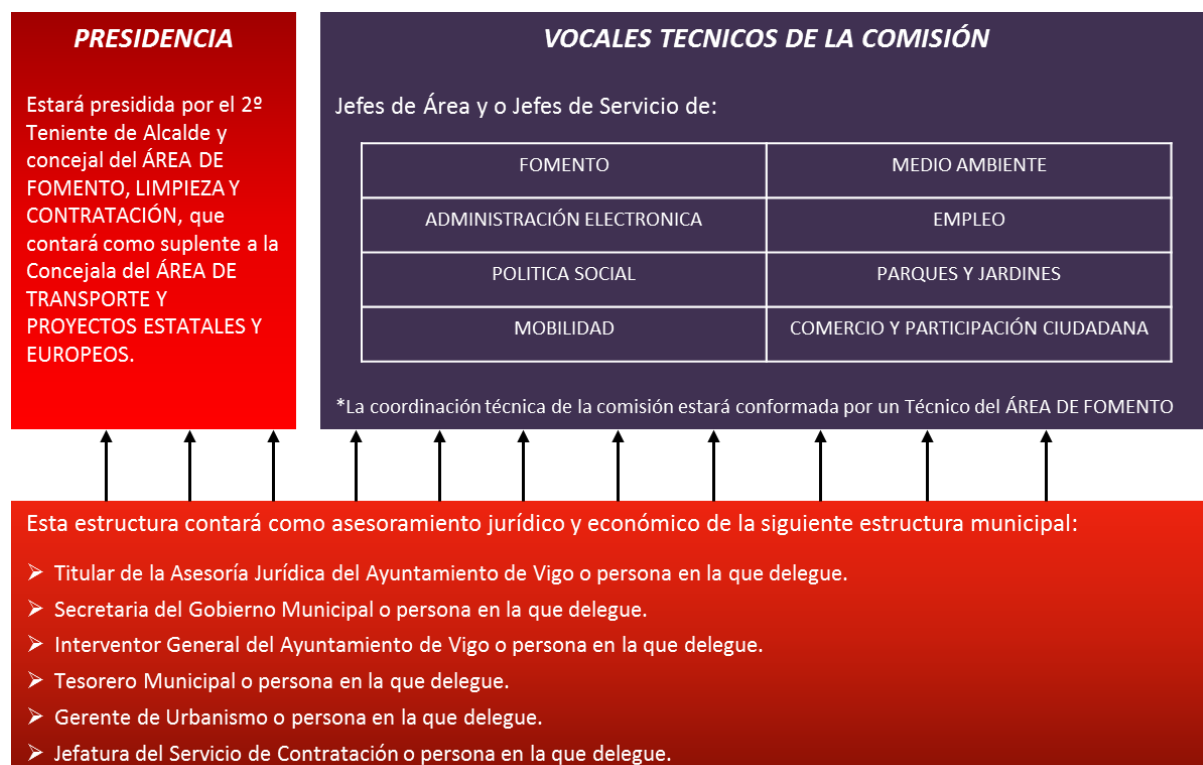 PRESIDENCIA
Estará presidida por el 2º
Teniente de Alcalde y
concejal del ÁREA DE
FOMENTO, LIMPIEZA Y
CONTRATACIÓN, que
contará como suplente a la
Concejala del ÁREA DE
TRANSPORTE Y
PROYECTOS ESTATALES Y
EUROPEOS.
VOCALES TECNICOS DE LA COMISIÓN
Jefes de Área y o Jefes de Servicio de:
FOMENTO
MEDIO AMBIENTE
ADMINISTRACIÓN ELECTRONICA
EMPLEO
POLITICA SOCIAL
PARQUES Y JARDINES
MOBILIDAD
COMERCIO Y PARTICIPACIÓN CIUDADANA
*La coordinación técnica de la comisión estará conformada por un Técnico del ÁREA DE FOMENTO
Esta estructura contará como asesoramiento jurídico y económico de la siguiente estructura municipal:
➢ Titular de la Asesoría Jurídica del Ayuntamiento de Vigo o persona en la que delegue.
➢ Secretaria del Gobierno Municipal o persona en la que delegue.
➢ Interventor General del Ayuntamiento de Vigo o persona en la que delegue.
➢ Tesorero Municipal o persona en la que delegue.
➢ Gerente de Urbanismo o persona en la que delegue.
➢ Jefatura del Servicio de Contratación o persona en la que delegue.